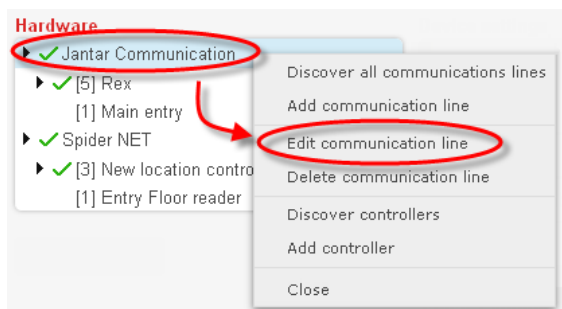 Hardware
Jantar Communication
[5] Rex
[1] Main entry
Spider NET
[3] New location contro
[1] Entry Floor reader
Discover all communications lines
Add communication line
Edit communication line
Delete communication line
Discover controllers
Add controller
Close